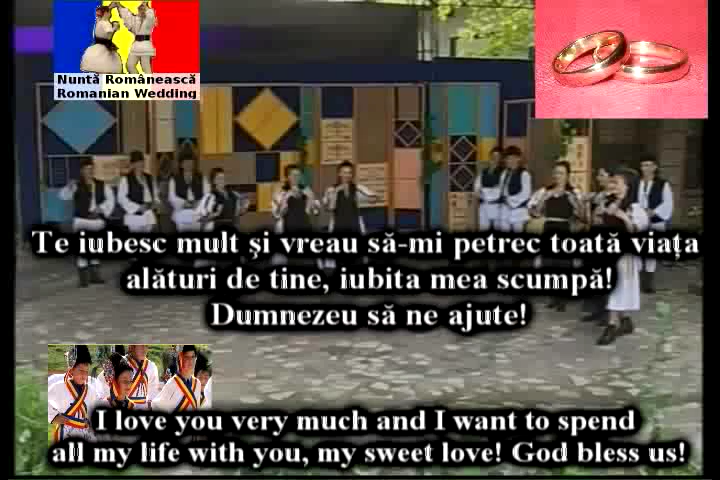 Nuntă Românească
Romanian Wedding
Te iubesc mult şi vreau să-mi petrec toată viaţa
alături de tine, iubita mea scumpă!
Dumnezeu să ne ajute!
I love you very much and I want to spend
all my life with you, my sweet love! God bless us!